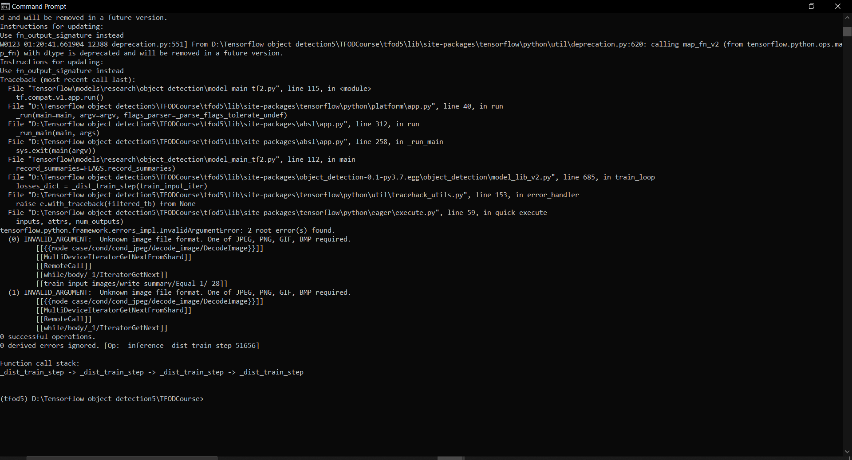 Command Prompt
d and will be removed in a future version.
Instructions for updating:
Use fn_output_signature instead
W0123 01:20:41.661904 12388 deprecation.py:551] From D:\Tensorflow object detection5\TFODCourse\tfod5\lib\site-packages\tensorflow\python\util\deprecation.py:620: calling map_fn_v2 (from tensorflow.python.ops.ma
p_fn) with dtype is deprecated and will be removed in a future version.
Instructions for updating:
Use fn_output_signature instead
Traceback (most recent call last):
File "Tensorflow\models\research\object_detection\model_main_tf2.py", line 115, in <module>
tf.compat.v1.app.run()
File "D:\Tensorflow object detection5\TFODCourse\tfod5\lib\site-packages\tensorflow\python\platform\app.py", line 40, in run
_run(main=main, argv=argv, flags_parser=_parse_flags_tolerate_undef)
File "D:\Tensorflow object detection5\TFODCourse\tfod5\lib\site-packages\absl\app.py", line 312, in run
_run_main(main, args)
File "D:\Tensorflow object detection5\TFODCourse\tfod5\lib\site-packages\absl\app.py", line 258, in _run_main
sys.exit(main(argv))
File "Tensorflow\models\research\object_detection\model_main_tf2.py", line 112, in main
record_summaries=FLAGS.record_summaries)
File "D:\Tensorflow object detection5\TFODCourse\tfod5\lib\site-packages\object_detection-0.1-py3.7.egg\object_detection\model_lib_v2.py", line 685, in train_loop
losses_dict = _dist_train_step(train_input_iter)
File "D:\Tensorflow object detection5\TFODCourse\tfod5\lib\site-packages\tensorflow\python\util\traceback_utils.py", line 153, in error_handler
raise e.with_traceback(filtered_tb) from None
File "D:\Tensorflow object detection5\TFODCourse\tfod5\lib\site-packages\tensorflow\python\eager\execute.py", line 59, in quick_execute
inputs, attrs, num_outputs)
tensorflow.python.framework.errors_impl.InvalidArgumentError: 2 root error(s) found.
(0) INVALID_ARGUMENT:  Unknown image file format. One of JPEG, PNG, GIF, BMP required.
[[{{node case/cond/cond_jpeg/decode_image/DecodeImage}}]]
[[MultiDeviceIteratorGetNextFromShard]]
[[RemoteCall]]
[[while/body/_1/IteratorGetNext]]
[[train_input_images/write_summary/Equal_1/_28]]
(1) INVALID_ARGUMENT:  Unknown image file format. One of JPEG, PNG, GIF, BMP required.
[[{{node case/cond/cond_jpeg/decode_image/DecodeImage}}]]
[[MultiDeviceIteratorGetNextFromShard]]
[[RemoteCall]]
[[while/body/_1/IteratorGetNext]]
0 successful operations.
0 derived errors ignored. [Op:__inference__dist_train_step_51656]
Function call stack:
_dist_train_step -> _dist_train_step -> _dist_train_step -> _dist_train_step
(tfod5) D:\Tensorflow object detection5\TFODCourse>